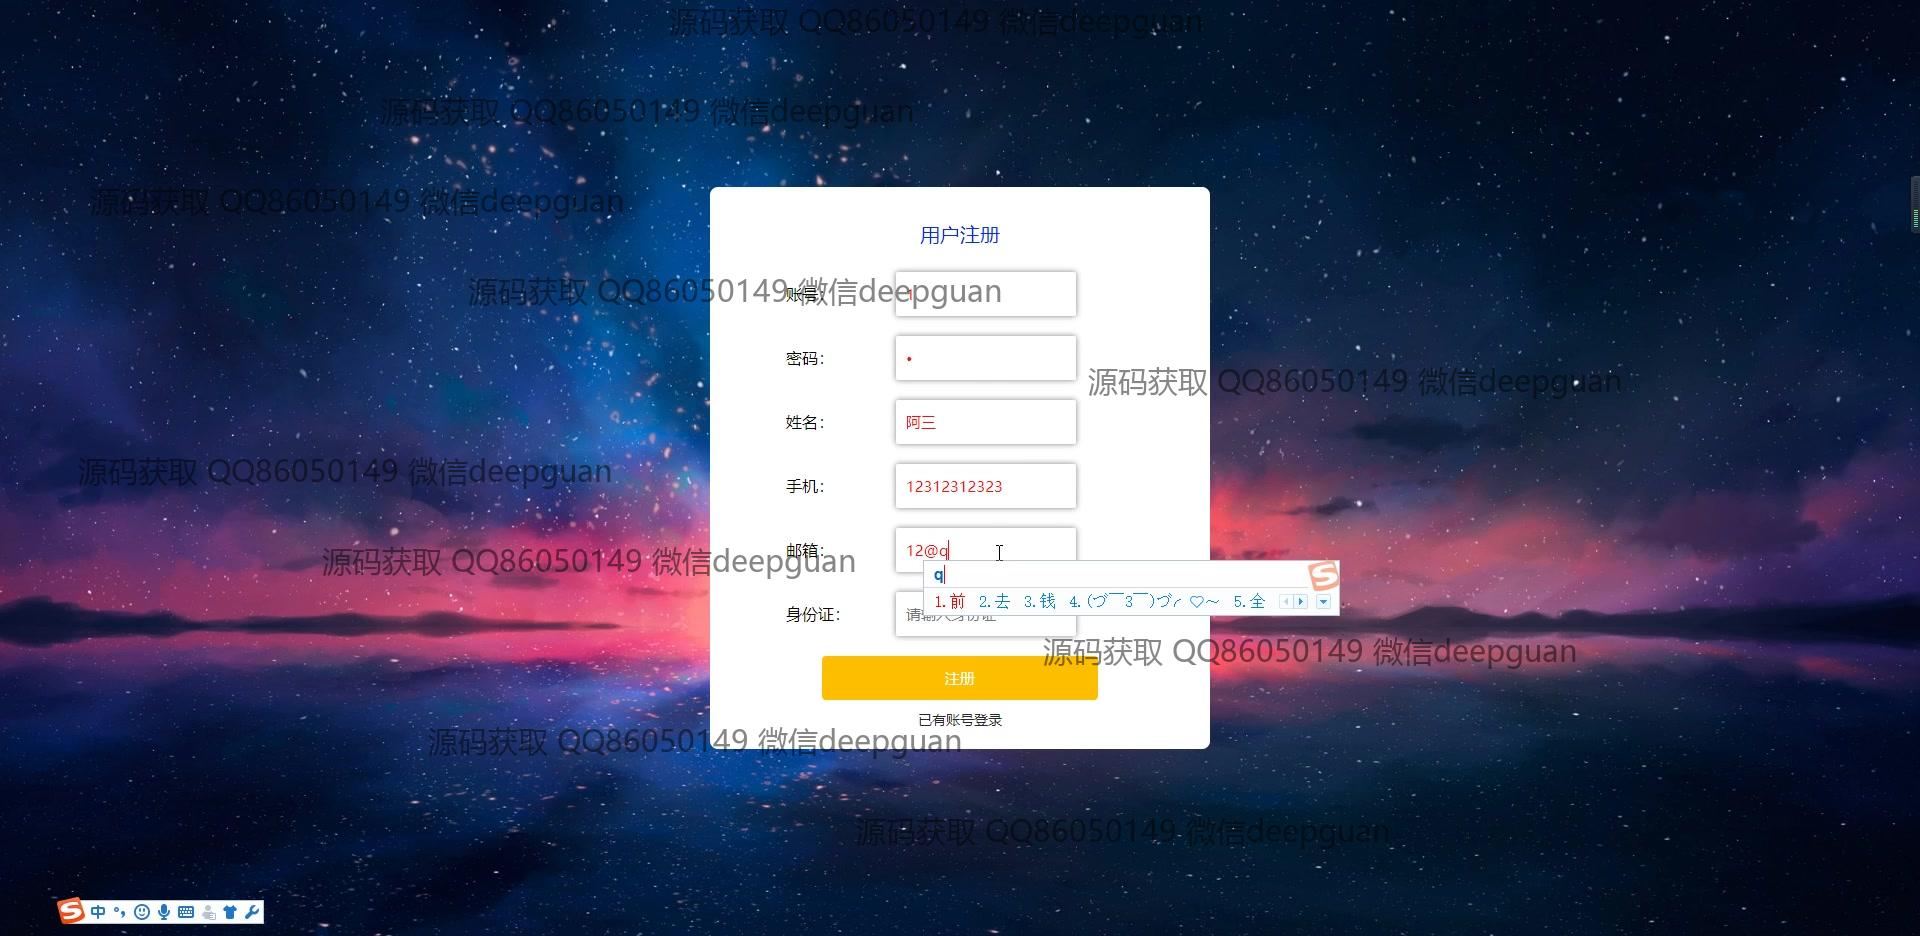 源码获取 QQ86050149 微信deepguan
源码获取 QQ86050149 微信deepguan
源码获取 QQ86050149 微信deepguan
用户注册
源码获取 QQ86050149 微信deepguan
账号:
密码:
•
源码获取 QQ86050149 微信deepguan
姓名:
阿三
源码获取 QQ86050149 微信deepguan
手机:
12312312323
邮箱:
12@q
源码获取 QQ86050149 微信deepguan
q
1.前 2.去 3.钱 4.(づ￣3￣)づ╭♡～ 5.全
身份证:
请输入身份证
源码获取 QQ86050149 微信deepguan
注册
已有账号登录
源码获取 QQ86050149 微信deepguan
源码获取 QQ86050149 微信deepguan
S 中